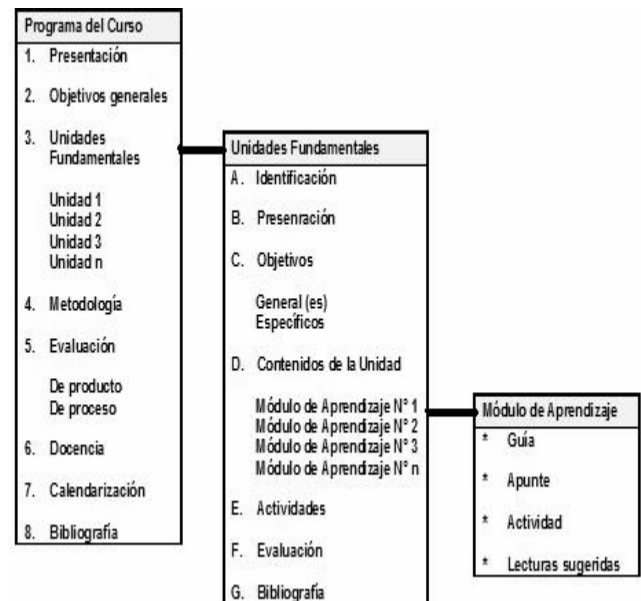 Programa del Curso
1. Presentación
2. Objetivos generales
3. Unidades
Fundamentales
Unidad 1
Unidad 2
Unidad 3
Unidad n
4. Metodología
5. Evaluación
De producto
De proceso
6. Docencia
7. Calendarización
8. Bibliografía
Unidades Fundamentales
A. Identificación
B. Presenración
C. Objetivos
General (es)
Específicos
D. Contenidos de la Unidad
Módulo de Aprendizaje N° 1
Módulo de Aprendizaje N° 2
Módulo de Aprendizaje N° 3
Módulo de Aprendizaje N° n
E. Actividades
F. Evaluación
G. Bibliografía
Módulo de Aprendizaje
* Guía
* Apunte
* Actividad
* Lecturas sugeridas